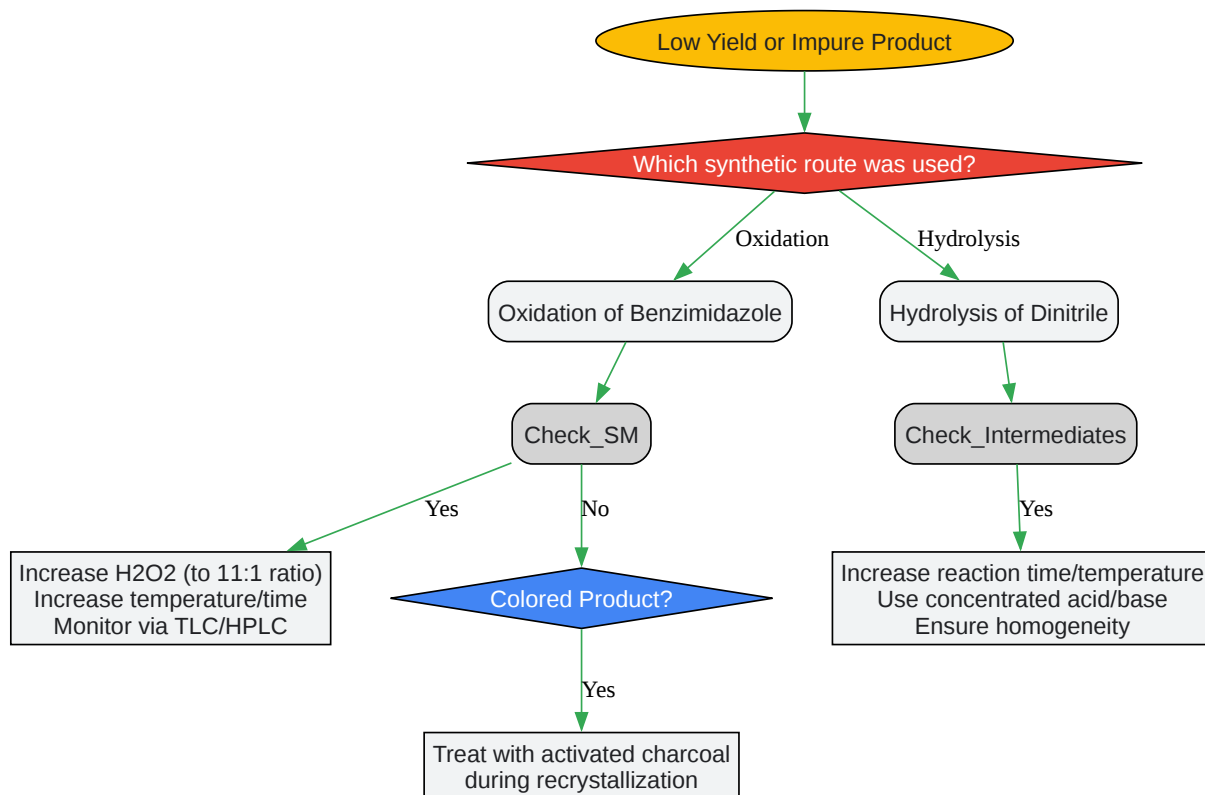 Low Yield or Impure Product
Which synthetic route was used?
Oxidation
Hydrolysis
Oxidation of Benzimidazole
Hydrolysis of Dinitrile
Check_SM
Check_Intermediates
Yes
No
Yes
Increase H2O2 (to 11:1 ratio)
Increase temperature/time
Monitor via TLC/HPLC
Colored Product?
Increase reaction time/temperature
Use concentrated acid/base
Ensure homogeneity
Yes
Treat with activated charcoal
during recrystallization